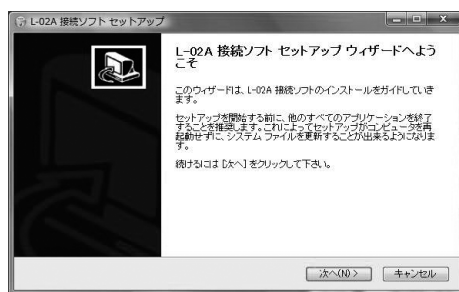 L-02A 接続ソフト セットアップ
L-02A 接続ソフト セットアップ ウィザードへよう
こそ
このウィザードは、L-02A 接続ソフトのインストールをガイドしていき
ます。
セットアップを開始する前に、他のすべてのアプリケーションを終了
することを推奨します。これによってセットアップがコンピュータを再
起動せずに、システム ファイルを更新することが出来るようになりま
す。
続けるには [次へ] をクリックして下さい。
次へ(N) >
キャンセル